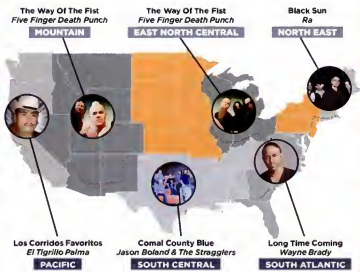 The Way Of The Fist
Five Finger Death Punch
MOUNTAIN
The Way Of The Fist
Five Finger Death Punch
EAST NORTH CENTRAL
Black Sun
Ra
NORTH EAST
Los Corridos Favoritos
El Tigrillo Palma
PACIFIC
Comal County Blue
Jason Boland & The Stragglers
SOUTH CENTRAL
Long Time Coming
Wayne Brady
SOUTH ATLANTIC